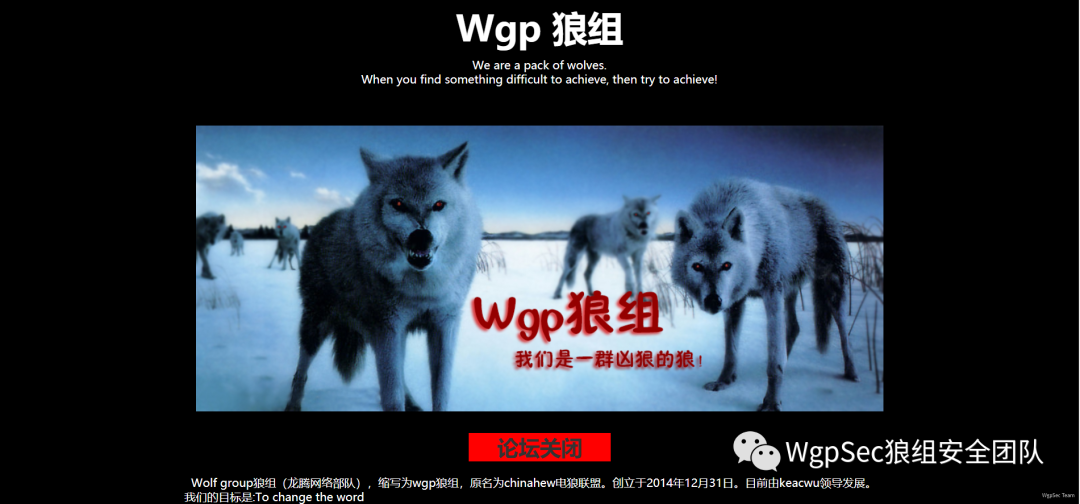 Wgp 狼组
We are a pack of wolves.
When you find something difficult to achieve, then try to achieve!
Wgp狼组
我们是一群凶狠的狼!
论坛关闭
WgpSec狼组安全团队
Wolf group狼组（龙腾网络部队），缩写为wgp狼组，原名为chinahew电狼联盟。创立于2014年12月31日。目前由keacwu领导发展。
我们的目标是:To change the word
WgpSec Team